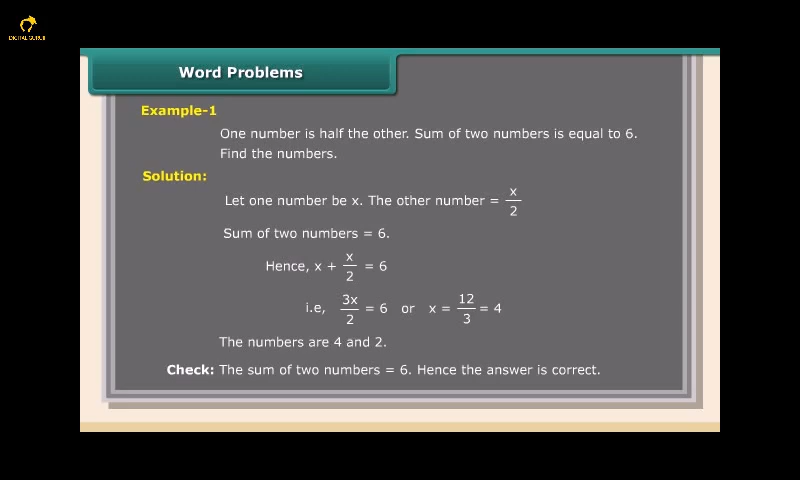 DIGITAL GURUJI
Word Problems
Example-1
One number is half the other. Sum of two numbers is equal to 6.
Find the numbers.
Solution:
Let one number be x. The other number = x/2
Sum of two numbers = 6.
Hence, x + x/2 = 6
i.e, 3x/2 = 6 or x = 12/3 = 4
The numbers are 4 and 2.
Check: The sum of two numbers = 6. Hence the answer is correct.